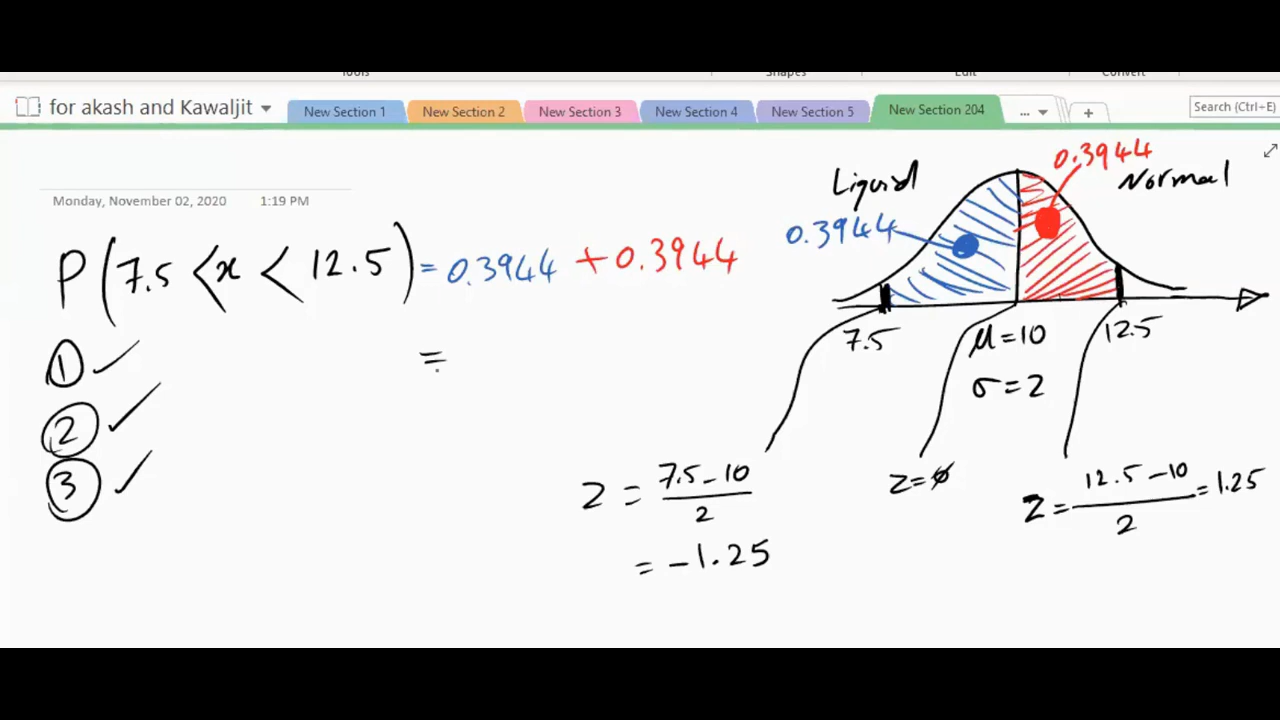 for akash and Kawaljit
New Section 1
New Section 2
New Section 3
New Section 4
New Section 5
New Section 204
...
Search (Ctrl+E)
Monday, November 02, 2020 1:19 PM
P(7.5 < x < 12.5) = 0.3944 + 0.3944
=
1 ✓
2 ✓
3 ✓
Normal
0.3944
0.3944
7.5
μ = 10
12.5
σ = 2
Z = (7.5 - 10)/2
= -1.25
Z = 0
Z = (12.5 - 10)/2 = 1.25